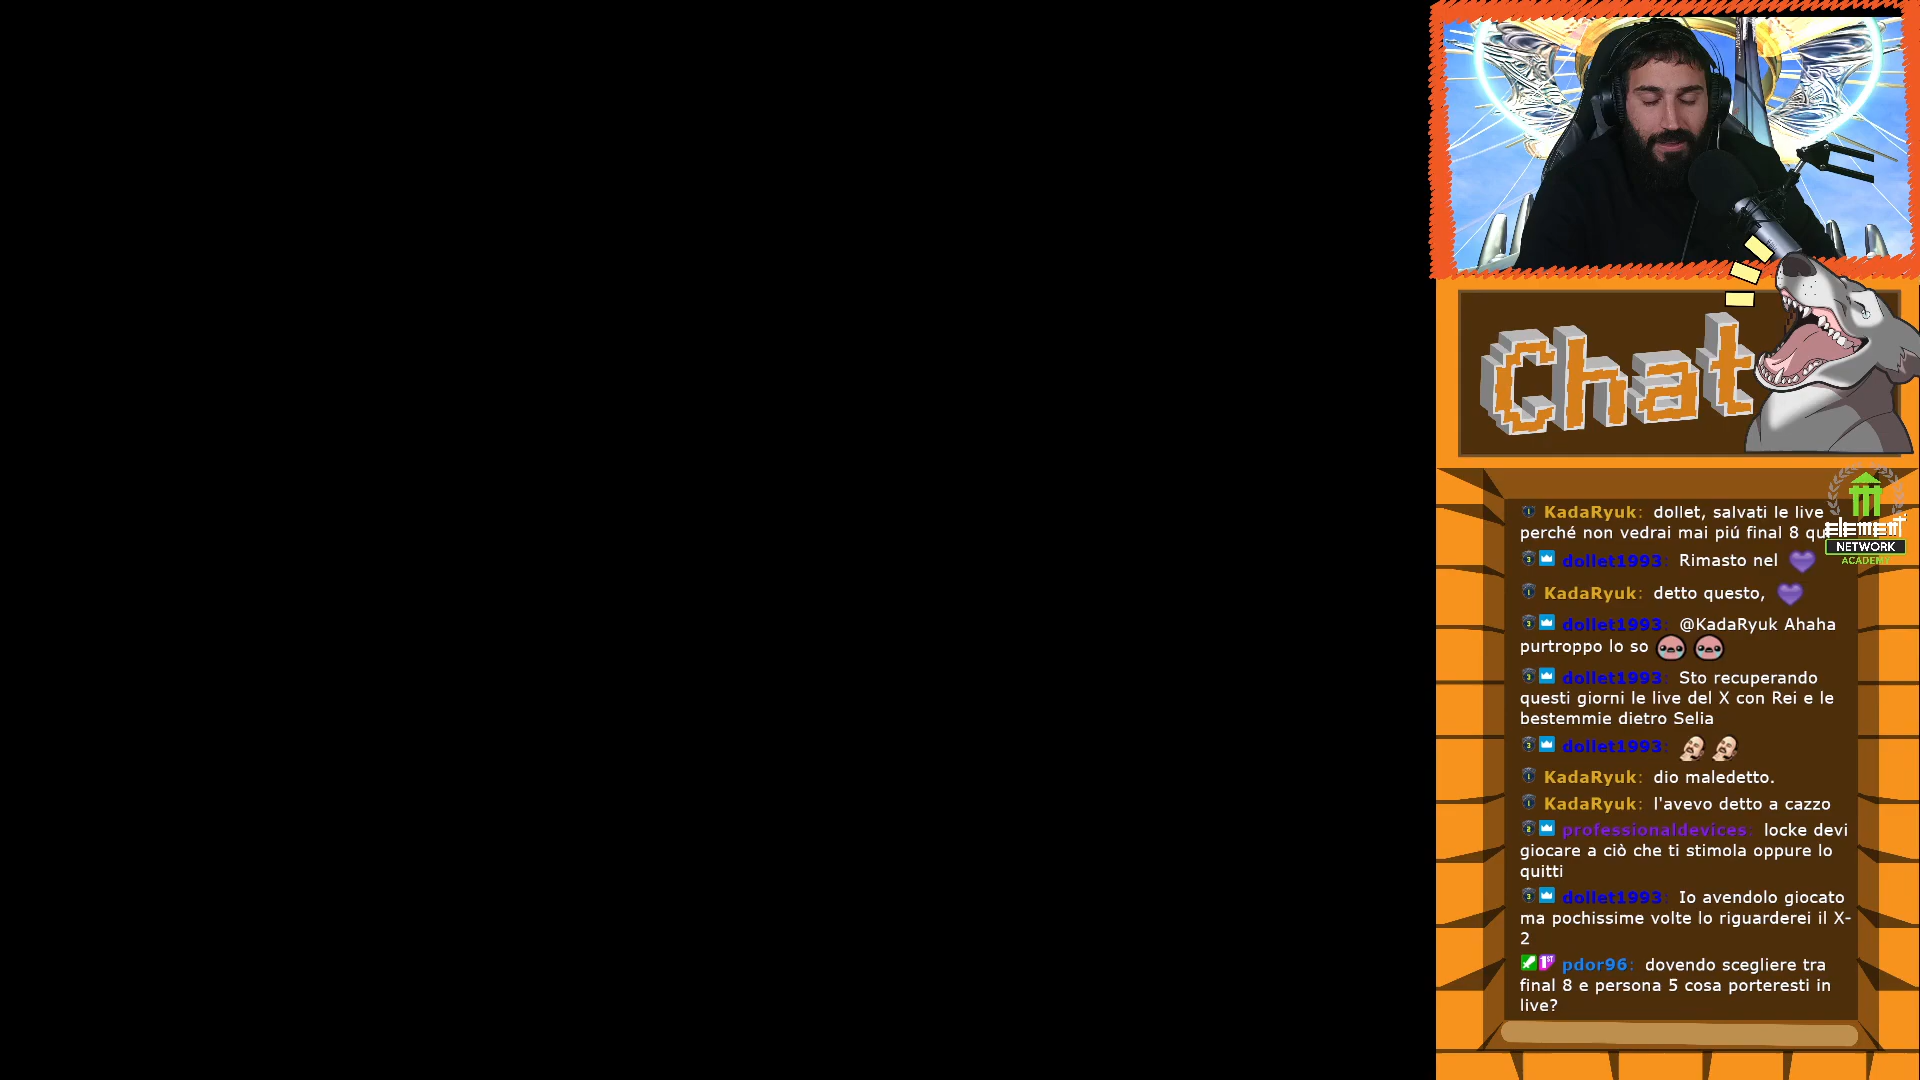 Chat
KadaRyuk: dollet, salvati le live
perché non vedrai mai piú final 8 qu
element
NETWORK
ACADEMY
dollet1993: Rimasto nel
KadaRyuk: detto questo,
dollet1993: @KadaRyuk Ahaha
purtroppo lo so
dollet1993: Sto recuperando
questi giorni le live del X con Rei e le
bestemmie dietro Selia
dollet1993:
KadaRyuk: dio maledetto.
KadaRyuk: l'avevo detto a cazzo
professionaldevices: locke devi
giocare a ciò che ti stimola oppure lo
quitti
dollet1993: Io avendolo giocato
ma pochissime volte lo riguarderei il X-
2
1ST pdor96: dovendo scegliere tra
final 8 e persona 5 cosa porteresti in
live?